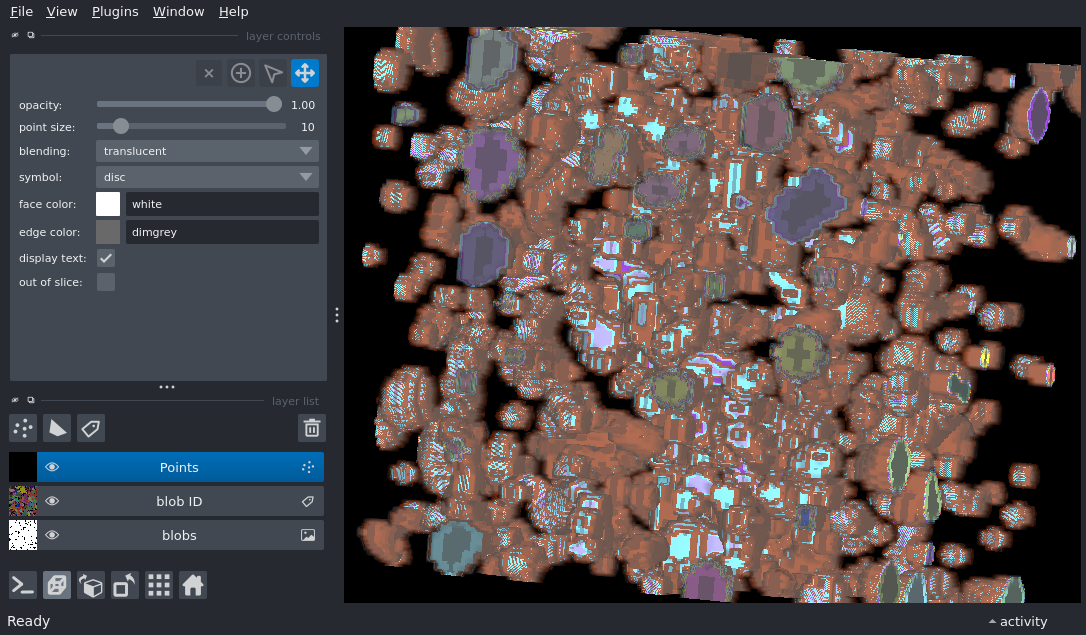 File View Plugins Window Help
layer controls
opacity: 1.00
point size: 10
blending: translucent
symbol: disc
face color: white
edge color: dimgrey
display text:
out of slice:
layer list
Points
blob ID
blobs
Ready
activity